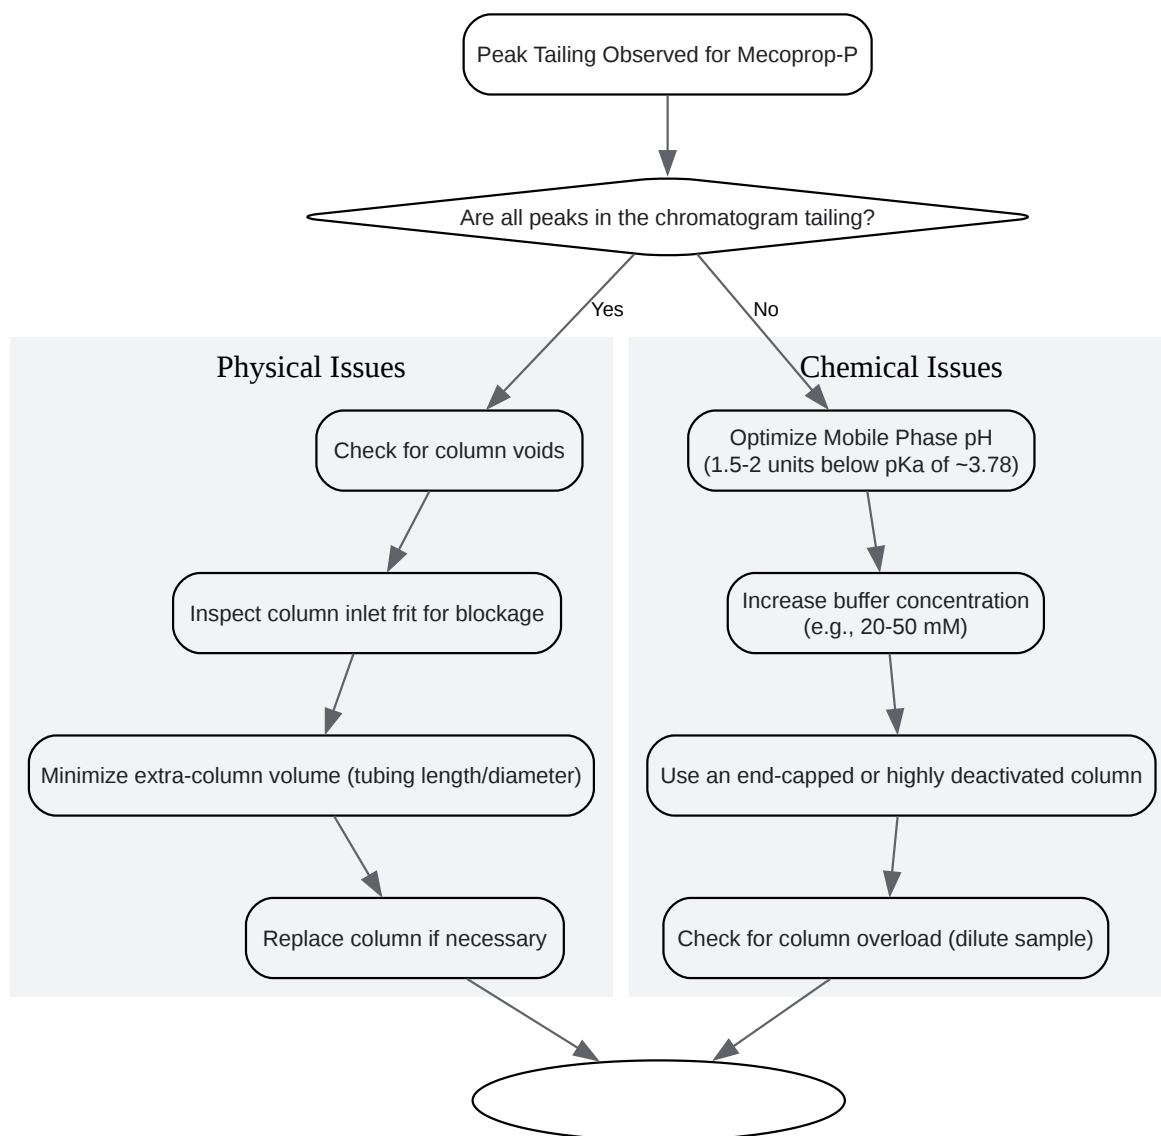 Peak Tailing Observed for Mecoprop-P
Are all peaks in the chromatogram tailing?
Yes
No
Physical Issues
Check for column voids
Inspect column inlet frit for blockage
Minimize extra-column volume (tubing length/diameter)
Replace column if necessary
Chemical Issues
Optimize Mobile Phase pH
(1.5-2 units below pKa of ~3.78)
Increase buffer concentration
(e.g., 20-50 mM)
Use an end-capped or highly deactivated column
Check for column overload (dilute sample)